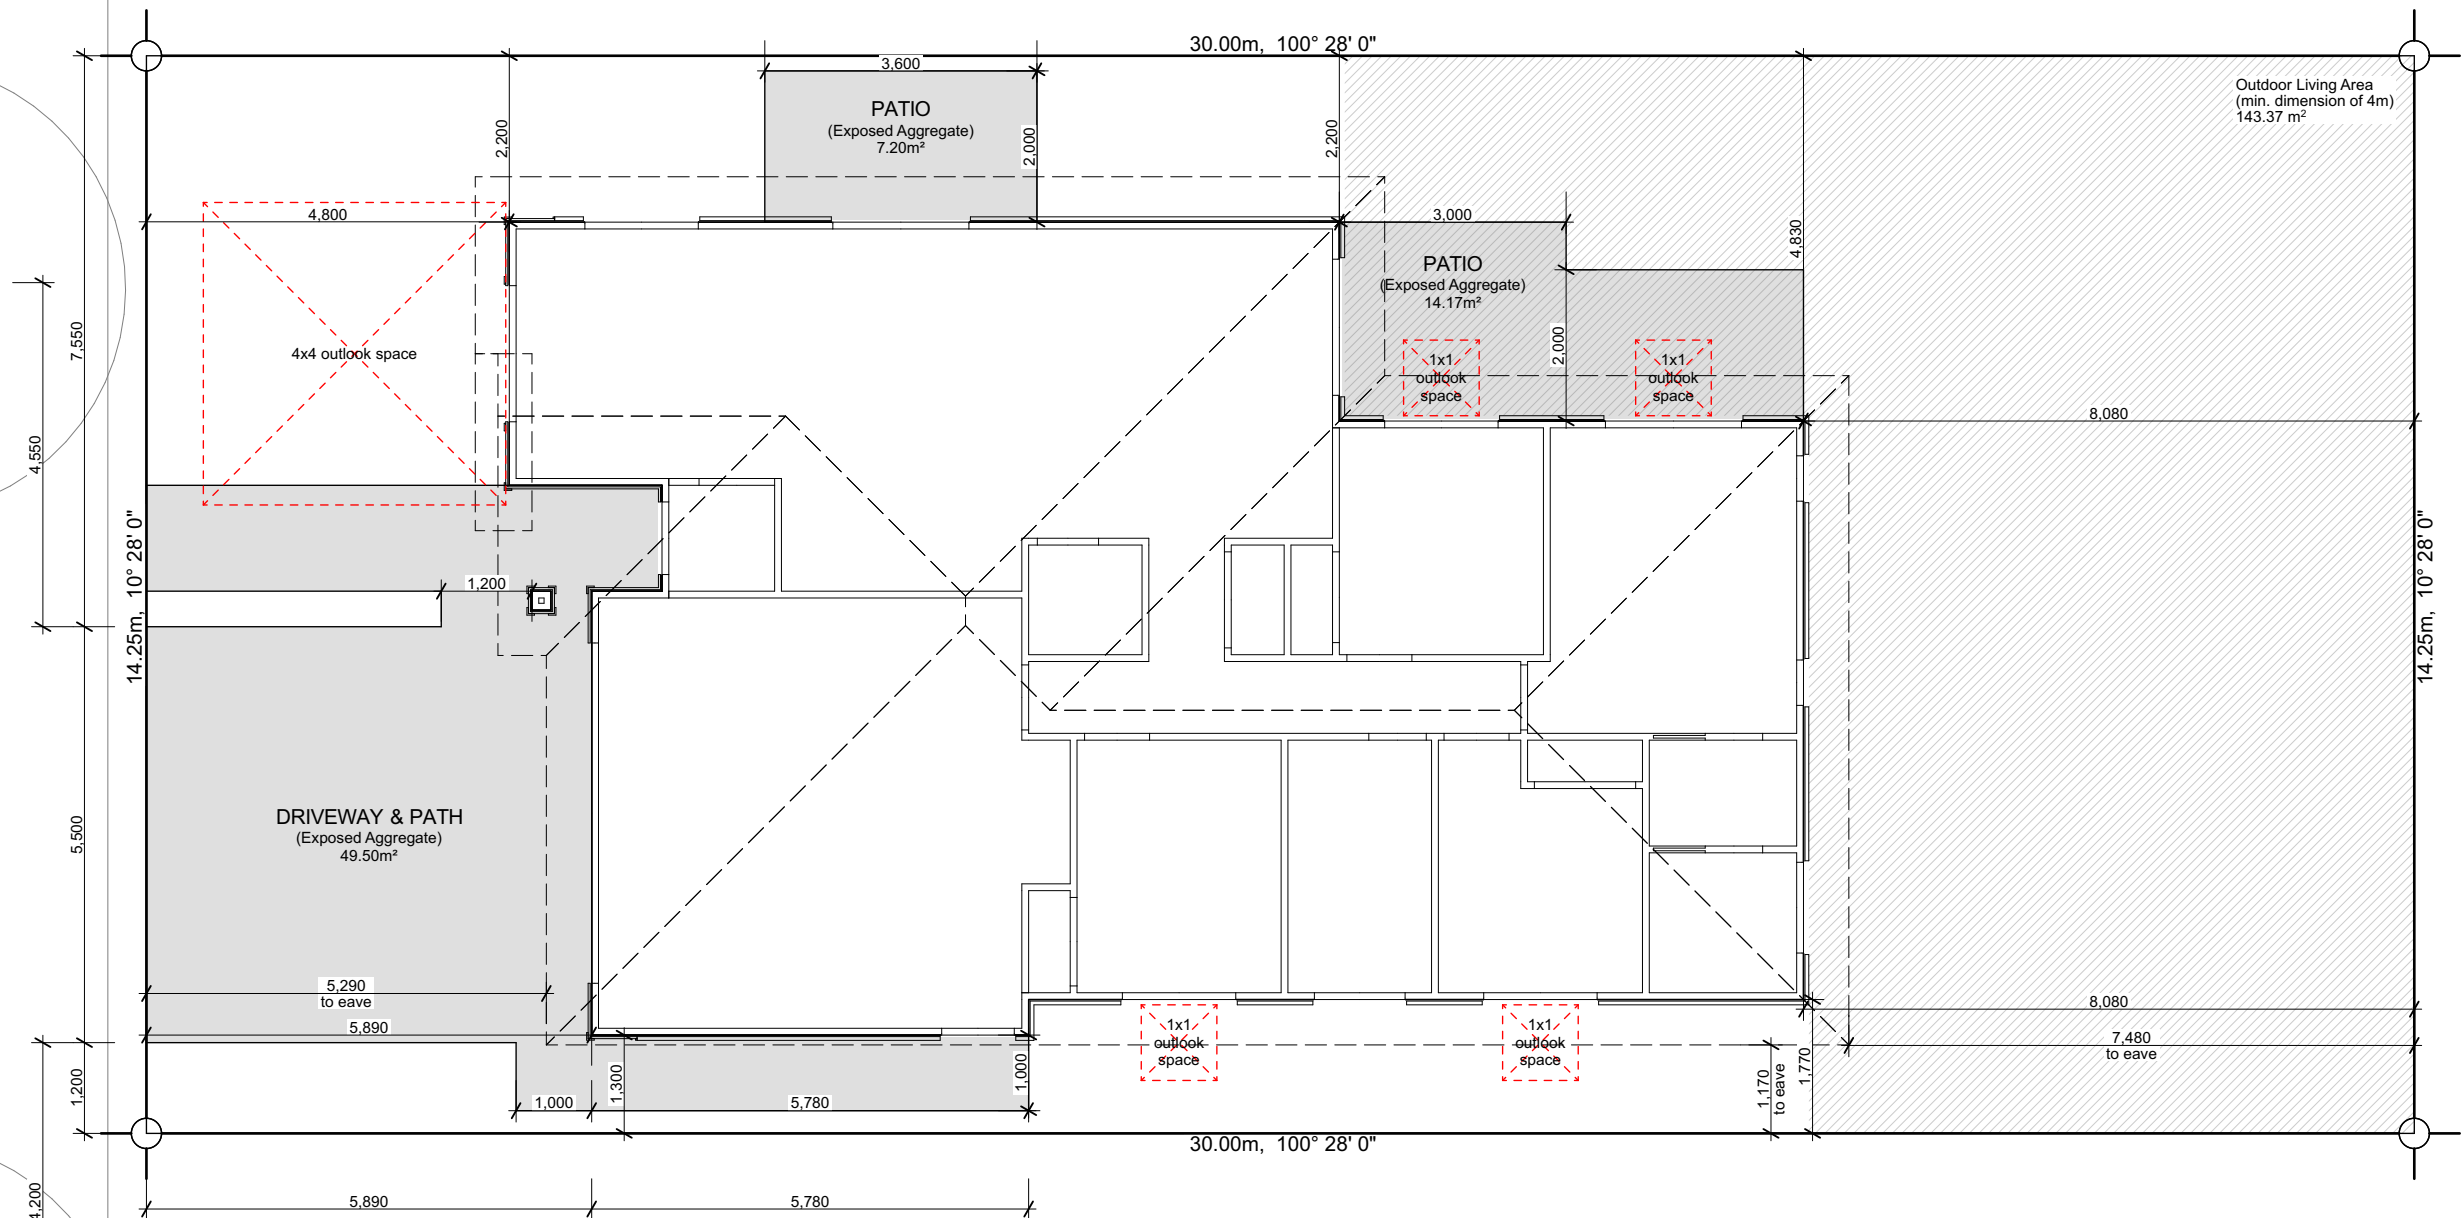 30.00m, 100° 28' 0"
3,600
Outdoor Living Area
(min. dimension of 4m)
143.37 m²
PATIO
(Exposed Aggregate)
7.20m²
2,200
2,000
2,200
4,800
3,000
4,830
PATIO
(Exposed Aggregate)
14.17m²
7,550
4x4 outlook space
2,000
1x1
outlook
space
1x1
outlook
space
8,080
4,550
14.25m, 10° 28' 0"
14.25m, 10° 28' 0"
1,200
DRIVEWAY & PATH
(Exposed Aggregate)
49.50m²
5,500
5,290
to eave
5,890
8,080
1x1
outlook
space
1x1
outlook
space
7,480
to eave
1,200
1,300
1,000
1,170
to eave
1,770
1,000
5,780
30.00m, 100° 28' 0"
4,200
5,890
5,780